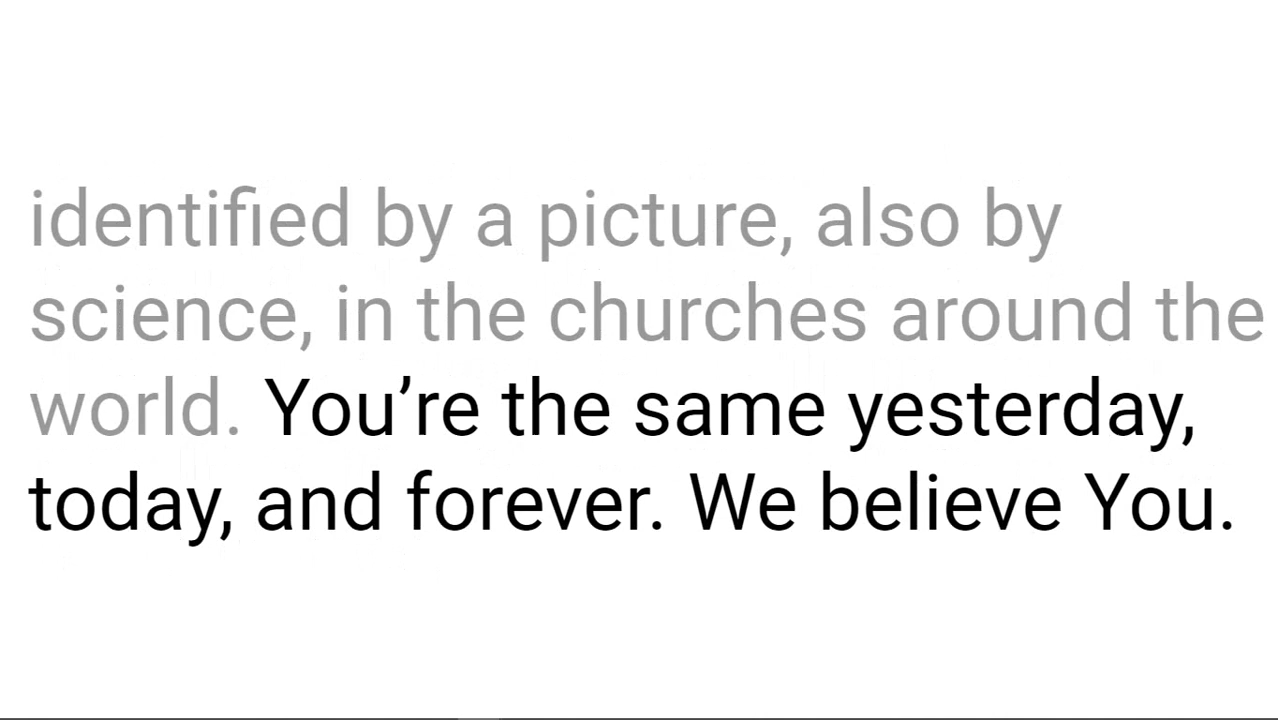 identified by a picture, also by
science, in the churches around the
world. You’re the same yesterday,
today, and forever. We believe You.